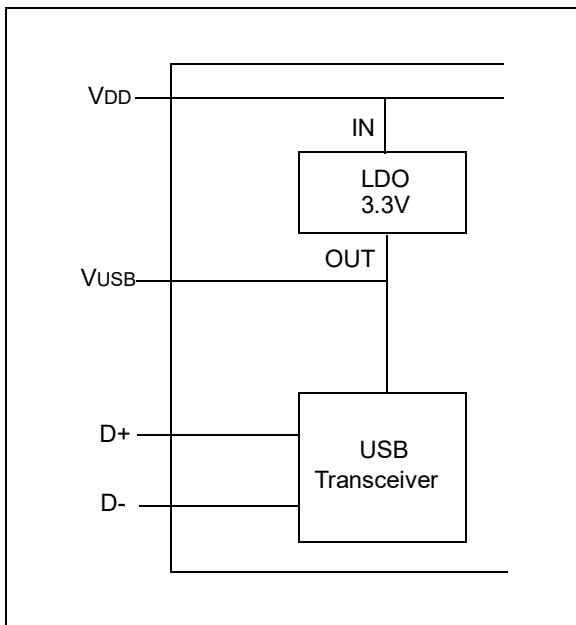 VDD
IN
LDO
3.3V
OUT
VUSB
D+
USB
Transceiver
D-